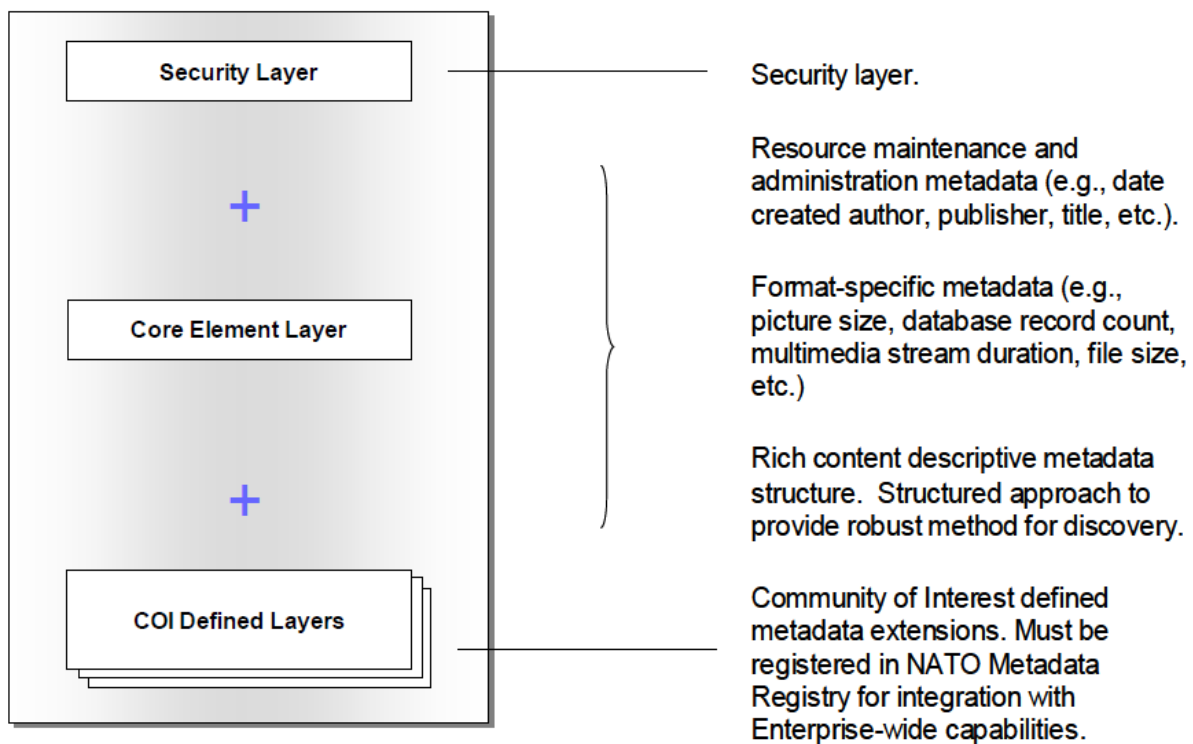 Security Layer
+
Core Element Layer
+
COI Defined Layers
Security layer.
Resource maintenance and
administration metadata (e.g., date
created author, publisher, title, etc.).
Format-specific metadata (e.g.,
picture size, database record count,
multimedia stream duration, file size,
etc.)
Rich content descriptive metadata
structure.  Structured approach to
provide robust method for discovery.
Community of Interest defined
metadata extensions. Must be
registered in NATO Metadata
Registry for integration with
Enterprise-wide capabilities.